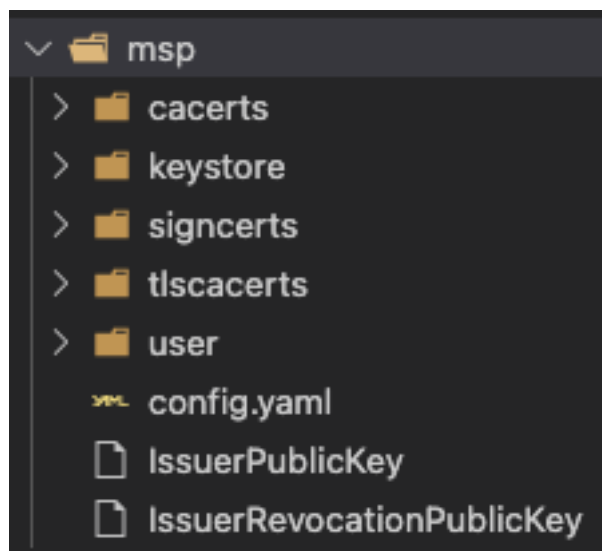 msp
cacerts
keystore
signcerts
tlscacerts
user
config.yaml
IssuerPublicKey
IssuerRevocationPublicKey